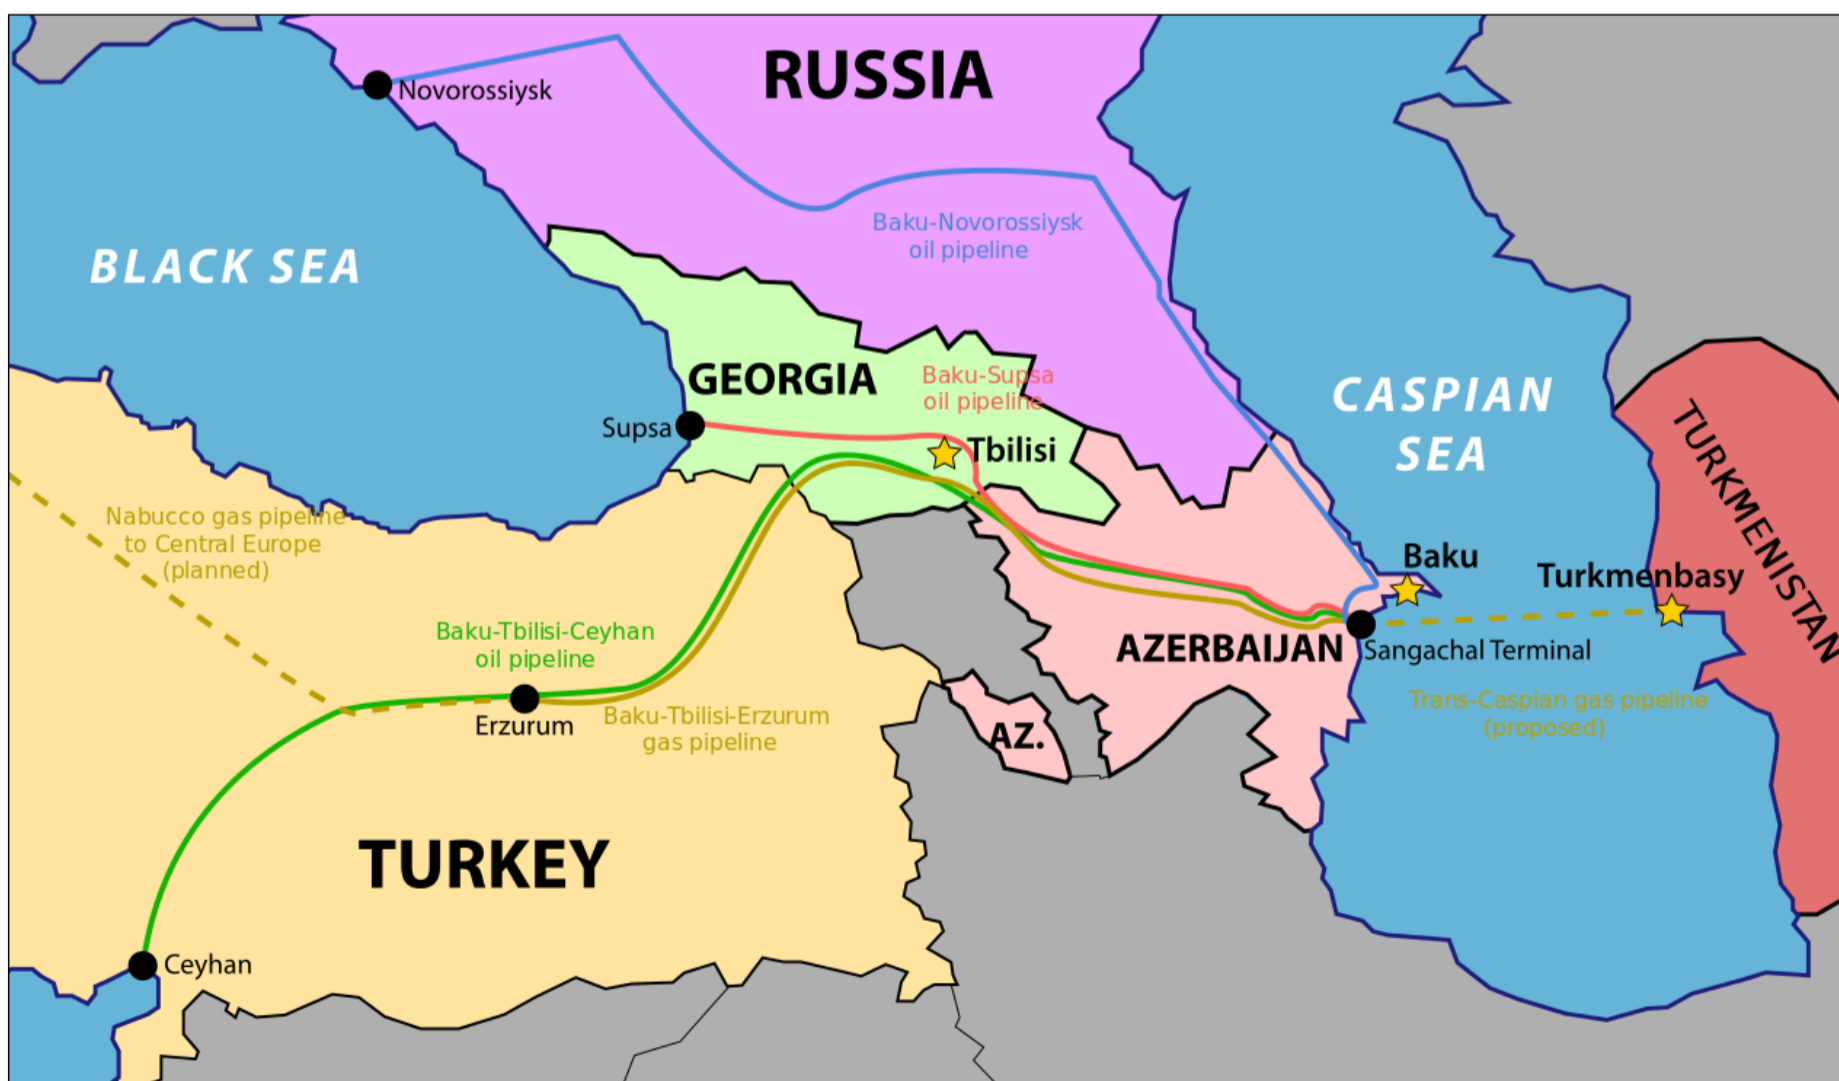 RUSSIA
Novorossiysk
Baku-Novorossiysk
oil pipeline
BLACK SEA
GEORGIA
Baku-Supsa
oil pipeline
CASPIAN
SEA
Supsa
Tbilisi
TURKMENISTAN
Nabucco gas pipeline
to Central Europe
(planned)
Baku
Turkmenbasy
Baku-Tbilisi-Ceyhan
oil pipeline
AZERBAIJAN
Sangachal Terminal
Erzurum
Baku-Tbilisi-Erzurum
gas pipeline
Trans-Caspian gas pipeline
(proposed)
AZ.
TURKEY
Ceyhan